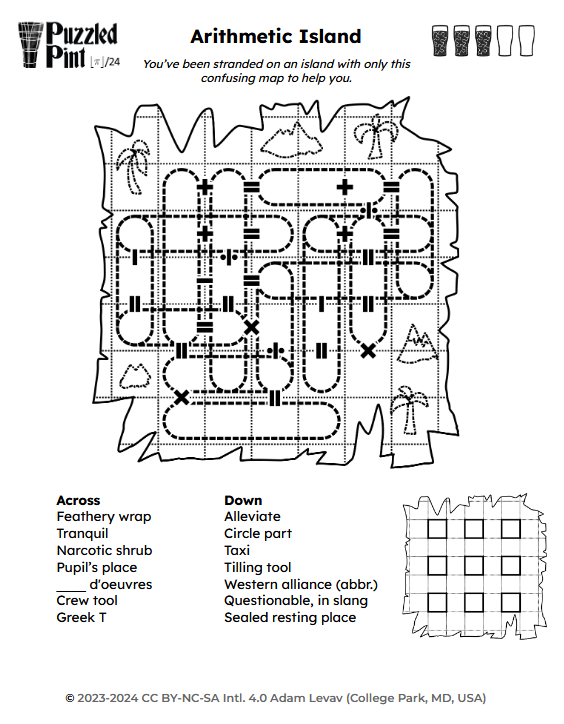 Puzzled
Pint [π]/24
Arithmetic Island
You've been stranded on an island with only this
confusing map to help you.
+ = + =
÷
+ = + =
− ÷ =
− = −
= = − =
= ×
= ÷ = ×
× =
Across
Feathery wrap
Tranquil
Narcotic shrub
Pupil's place
____ d'oeuvres
Crew tool
Greek T
Down
Alleviate
Circle part
Taxi
Tilling tool
Western alliance (abbr.)
Questionable, in slang
Sealed resting place
© 2023-2024 CC BY-NC-SA Intl. 4.0 Adam Levav (College Park, MD, USA)